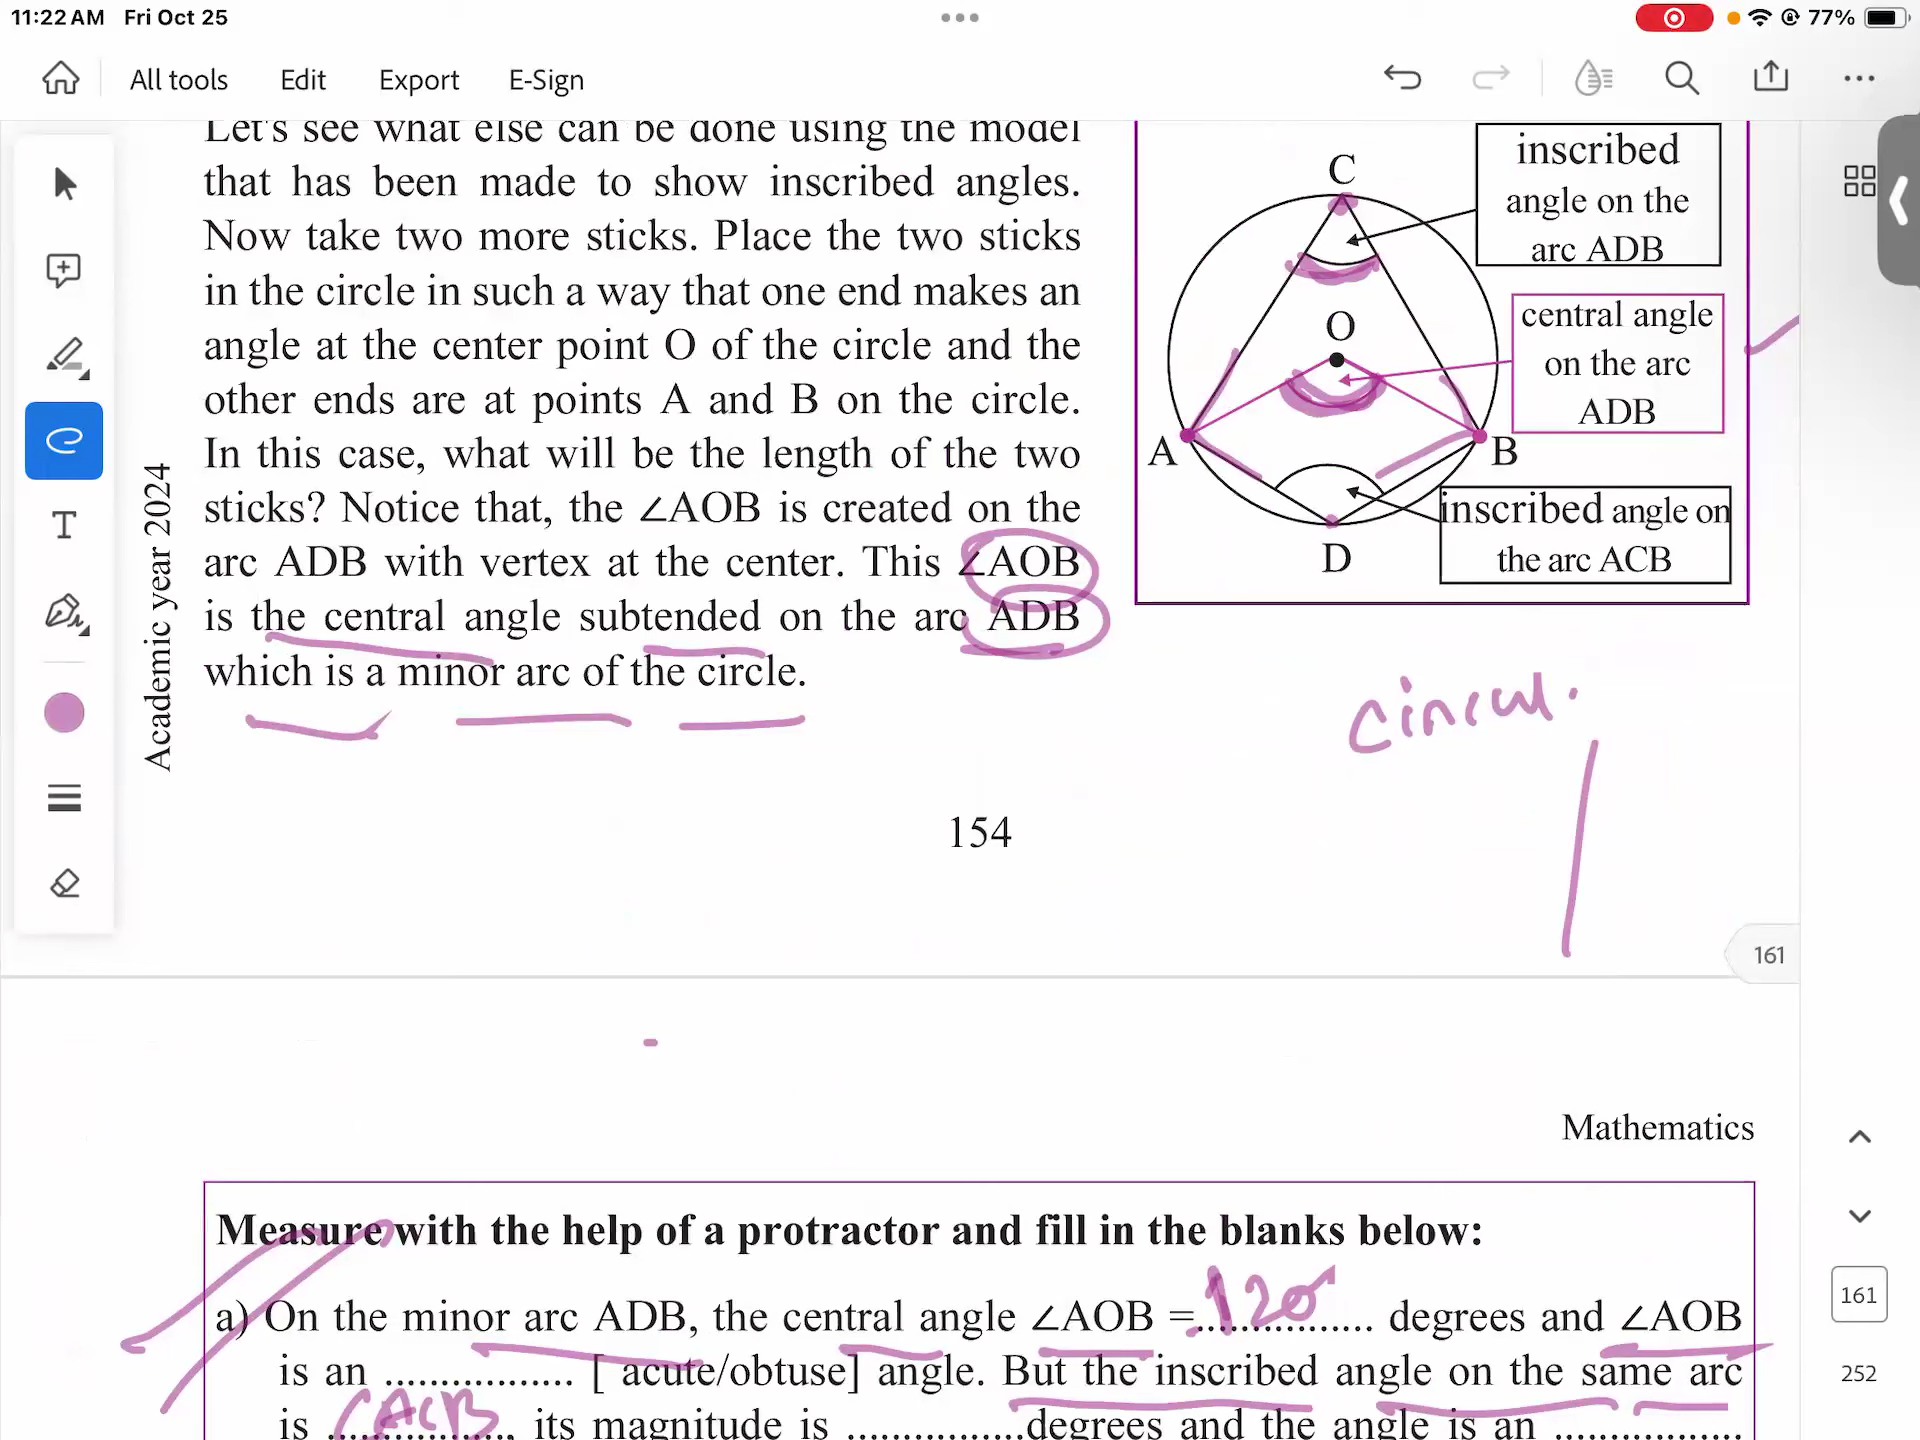 11:22 AM Fri Oct 25
77%
All tools Edit Export E-Sign
Let's see what else can be done using the model
that has been made to show inscribed angles.
Now take two more sticks. Place the two sticks
in the circle in such a way that one end makes an
angle at the center point O of the circle and the
other ends are at points A and B on the circle.
In this case, what will be the length of the two
sticks? Notice that, the ∠AOB is created on the
arc ADB with vertex at the center. This ∠AOB
is the central angle subtended on the arc ADB
which is a minor arc of the circle.
Academic year 2024
C
O
A
B
D
inscribed
angle on the
arc ADB
central angle
on the arc
ADB
inscribed angle on
the arc ACB
154
161
Mathematics
Measure with the help of a protractor and fill in the blanks below:
a) On the minor arc ADB, the central angle ∠AOB = 120 degrees and ∠AOB
is an ................. [ acute/obtuse] angle. But the inscribed angle on the same arc
is ∠ACB, its magnitude is ................degrees and the angle is an .................
161
252